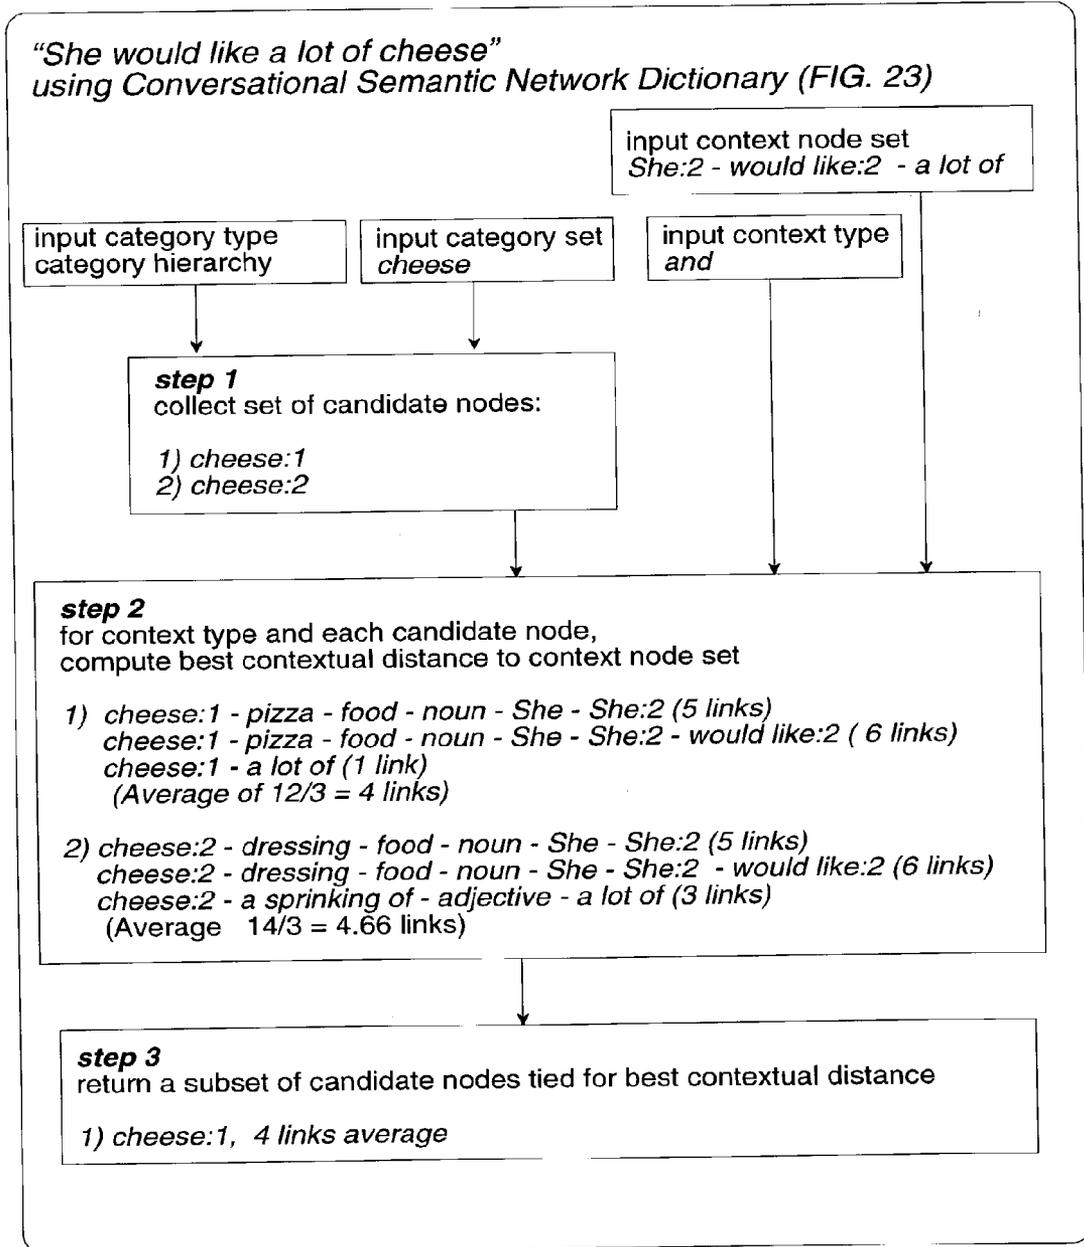 “She would like a lot of cheese”
using Conversational Semantic Network Dictionary (FIG. 23)
input context node set
She:2 - would like:2 - a lot of
input category type
category hierarchy
input category set
cheese
input context type
and
step 1
collect set of candidate nodes:
1) cheese:1
2) cheese:2
step 2
for context type and each candidate node,
compute best contextual distance to context node set
1) cheese:1 - pizza - food - noun - She - She:2 (5 links)
cheese:1 - pizza - food - noun - She - She:2 - would like:2 ( 6 links)
cheese:1 - a lot of (1 link)
(Average of 12/3 = 4 links)
2) cheese:2 - dressing - food - noun - She - She:2 (5 links)
cheese:2 - dressing - food - noun - She - She:2 - would like:2 (6 links)
cheese:2 - a sprinking of - adjective - a lot of (3 links)
(Average 14/3 = 4.66 links)
step 3
return a subset of candidate nodes tied for best contextual distance
1) cheese:1, 4 links average